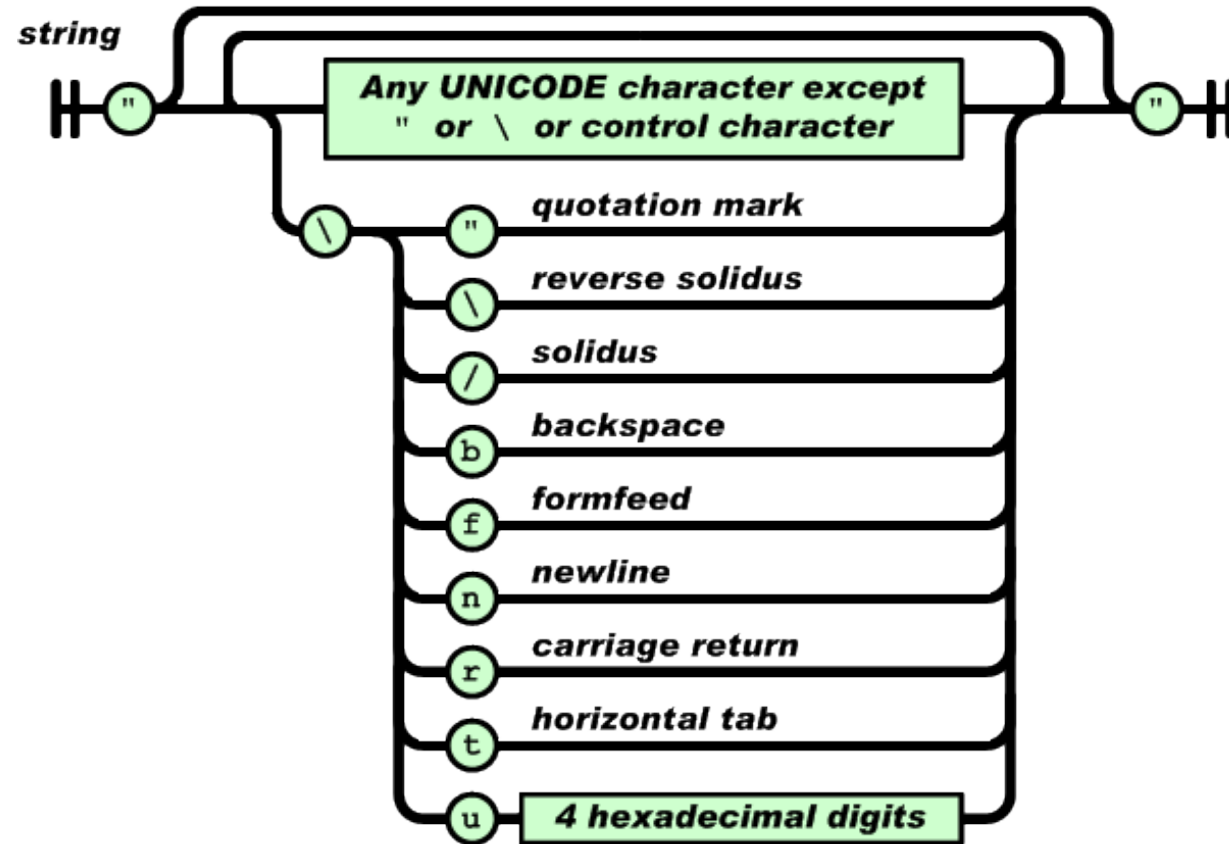 string
"
Any UNICODE character except
" or \ or control character
"
\
" quotation mark
\ reverse solidus
/ solidus
b backspace
f formfeed
n newline
r carriage return
t horizontal tab
u 4 hexadecimal digits